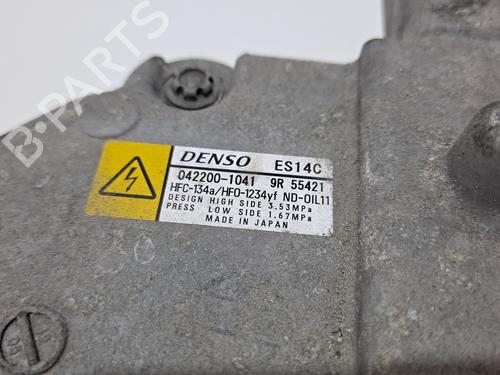 B-Parts
DENSO ES14C
042200-1041 9R 55421
HFC-134a/HFO-1234yf ND-OIL11
DESIGN HIGH SIDE 3.53MPa
PRESS LOW SIDE 1.67MPa
MADE IN JAPAN